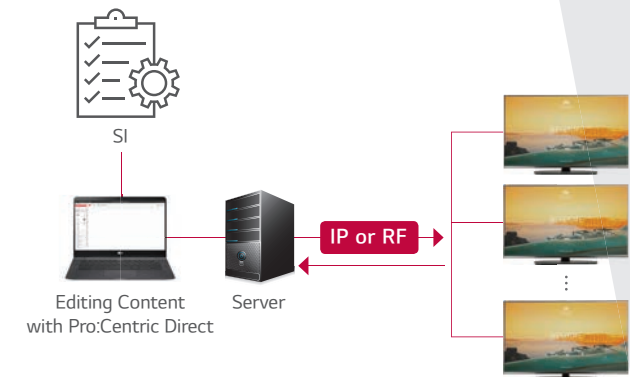 SI
IP or RF
Editing Content
with Pro:Centric Direct
Server